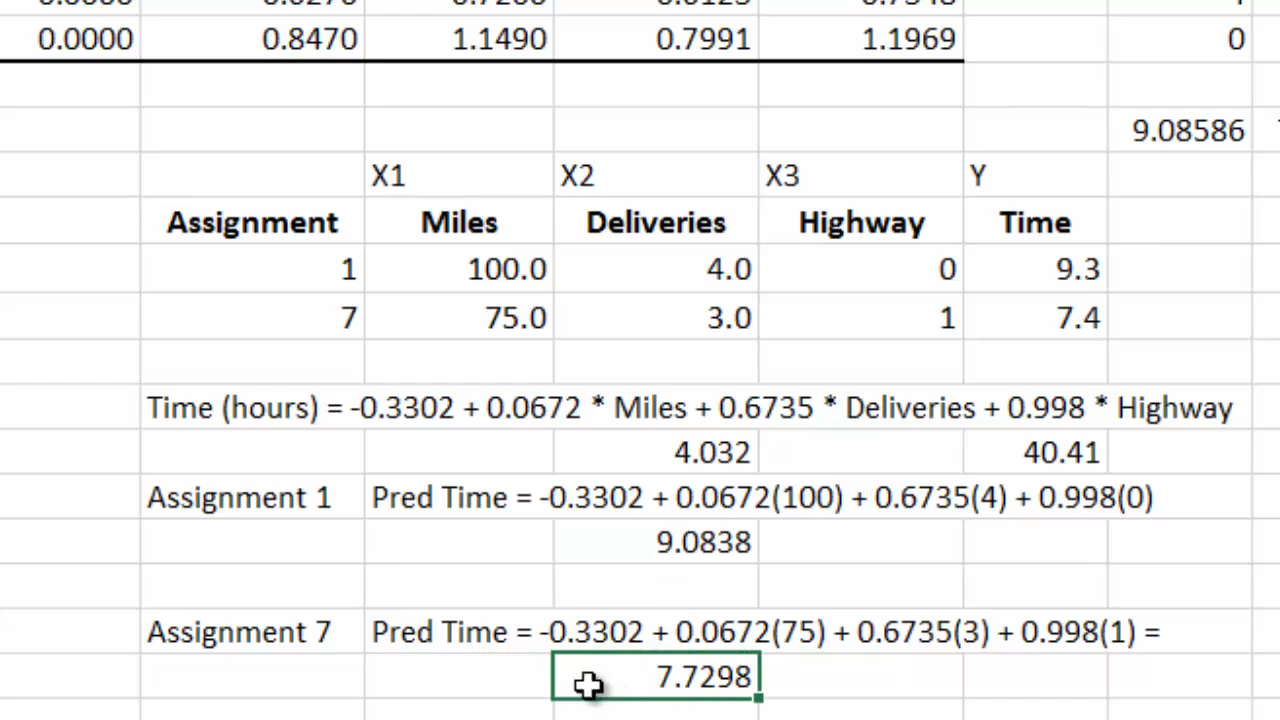 0.0000 0.8470 1.1490 0.7991 1.1969 0
9.08586
X1 X2 X3 Y
Assignment Miles Deliveries Highway Time
1 100.0 4.0 0 9.3
7 75.0 3.0 1 7.4
Time (hours) = -0.3302 + 0.0672 * Miles + 0.6735 * Deliveries + 0.998 * Highway
4.032 40.41
Assignment 1 Pred Time = -0.3302 + 0.0672(100) + 0.6735(4) + 0.998(0)
9.0838
Assignment 7 Pred Time = -0.3302 + 0.0672(75) + 0.6735(3) + 0.998(1) =
7.7298